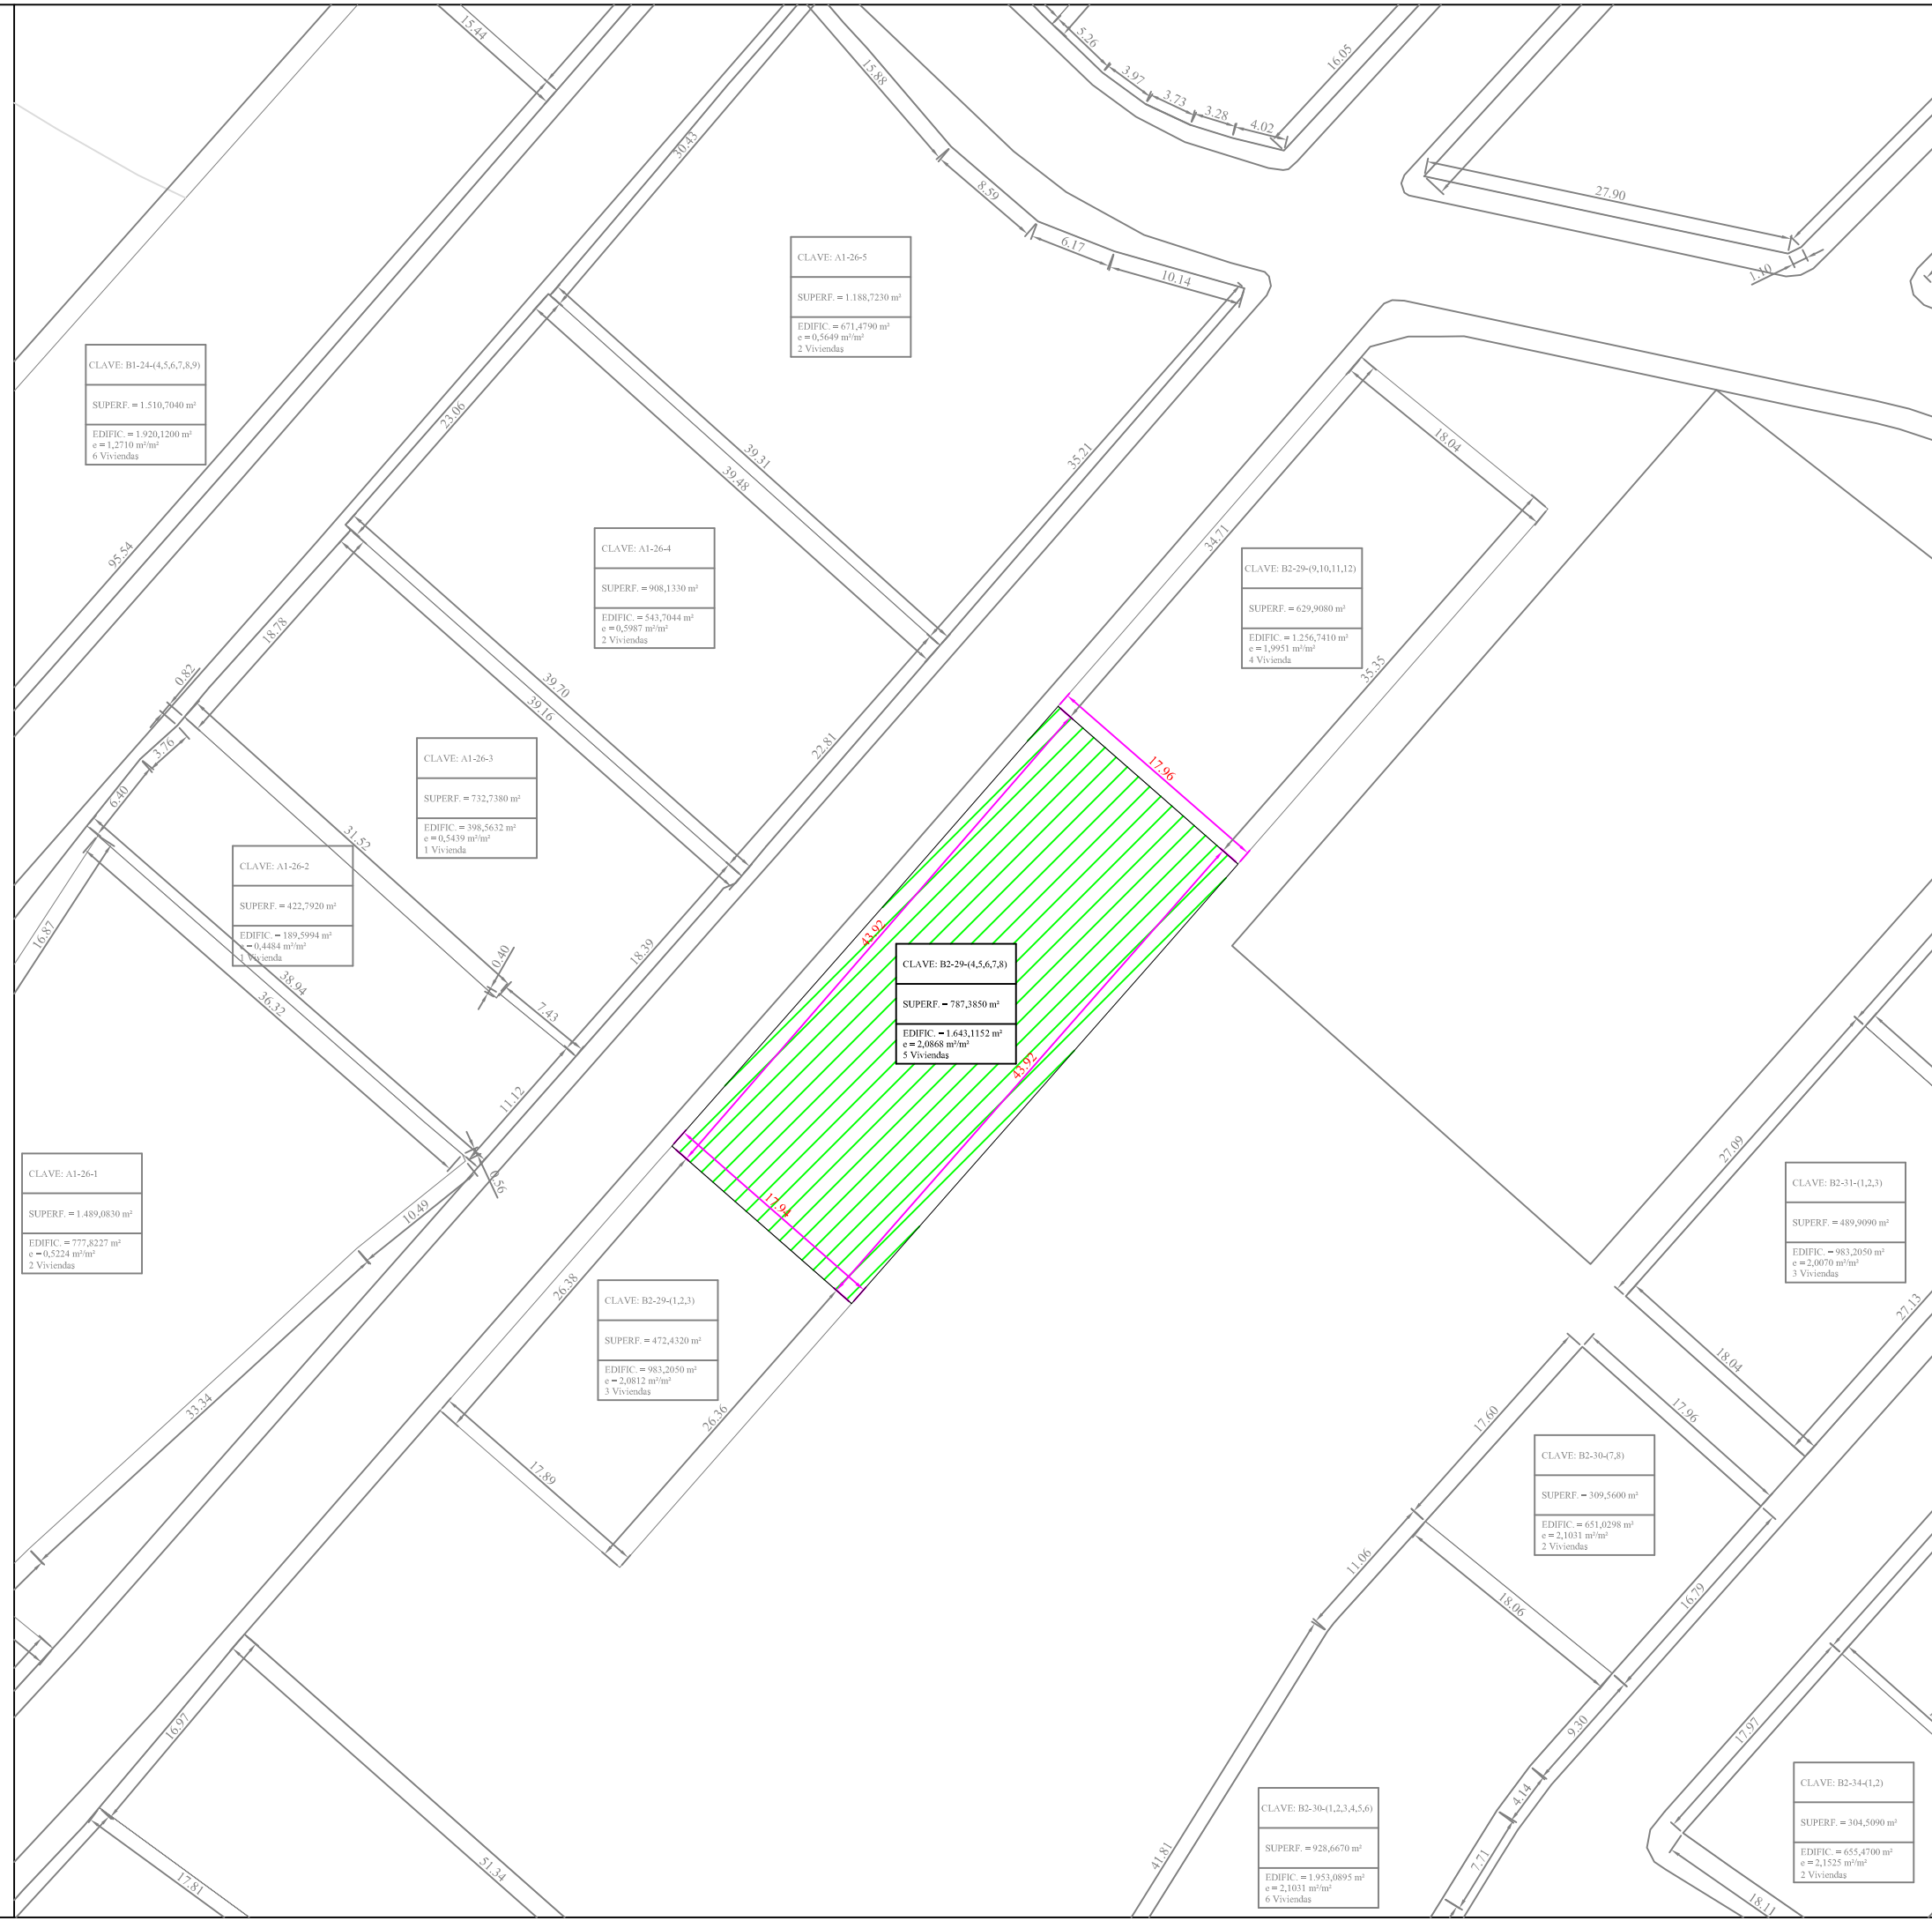 15.44
5.26
3.97
3.73
3.28
4.02
16.05
15.88
30.43
8.59
6.17
10.14
27.90
1.10
CLAVE: A1-26-5
SUPERF. = 1.188,7230 m²
EDIFIC. = 671,4790 m²
e = 0,5649 m²/m²
2 Viviendas
CLAVE: B1-24-(4,5,6,7,8,9)
SUPERF. = 1.510,7040 m²
EDIFIC. = 1.920,1200 m²
e = 1,2710 m²/m²
6 Viviendas
23.06
39.31
39.48
35.21
18.04
34.71
95.54
CLAVE: A1-26-4
SUPERF. = 908,1330 m²
EDIFIC. = 543,7044 m²
e = 0,5987 m²/m²
2 Viviendas
CLAVE: B2-29-(9,10,11,12)
SUPERF. = 629,9080 m²
EDIFIC. = 1.256,7410 m²
e = 1,9951 m²/m²
4 Vivienda
18.78
0.82
39.70
39.16
35.35
3.76
6.40
22.81
17.96
CLAVE: A1-26-3
SUPERF. = 732,7380 m²
EDIFIC. = 398,5632 m²
e = 0,5439 m²/m²
1 Vivienda
31.52
CLAVE: A1-26-2
SUPERF. = 422,7920 m²
EDIFIC. = 189,5994 m²
e = 0,4484 m²/m²
1 Vivienda
16.87
38.94
36.32
0.40
7.43
18.39
43.92
CLAVE: B2-29-(4,5,6,7,8)
SUPERF. = 787,3850 m²
EDIFIC. = 1.643,1152 m²
e = 2,0868 m²/m²
5 Viviendas
43.92
11.12
0.56
10.49
17.94
27.09
CLAVE: A1-26-1
SUPERF. = 1.489,0830 m²
EDIFIC. = 777,8227 m²
e = 0,5224 m²/m²
2 Viviendas
CLAVE: B2-31-(1,2,3)
SUPERF. = 489,9090 m²
EDIFIC. = 983,2050 m²
e = 2,0070 m²/m²
3 Viviendas
26.38
CLAVE: B2-29-(1,2,3)
SUPERF. = 472,4320 m²
EDIFIC. = 983,2050 m²
e = 2,0812 m²/m²
3 Viviendas
27.13
18.04
33.34
26.36
17.89
17.60
17.96
CLAVE: B2-30-(7,8)
SUPERF. = 309,5600 m²
EDIFIC. = 651,0298 m²
e = 2,1031 m²/m²
2 Viviendas
11.06
18.06
16.79
16.97
9.30
17.97
4.14
CLAVE: B2-30-(1,2,3,4,5,6)
SUPERF. = 928,6670 m²
EDIFIC. = 1.953,0895 m²
e = 2,1031 m²/m²
6 Viviendas
CLAVE: B2-34-(1,2)
SUPERF. = 304,5090 m²
EDIFIC. = 655,4700 m²
e = 2,1525 m²/m²
2 Viviendas
17.81
51.34
41.81
7.71
18.11